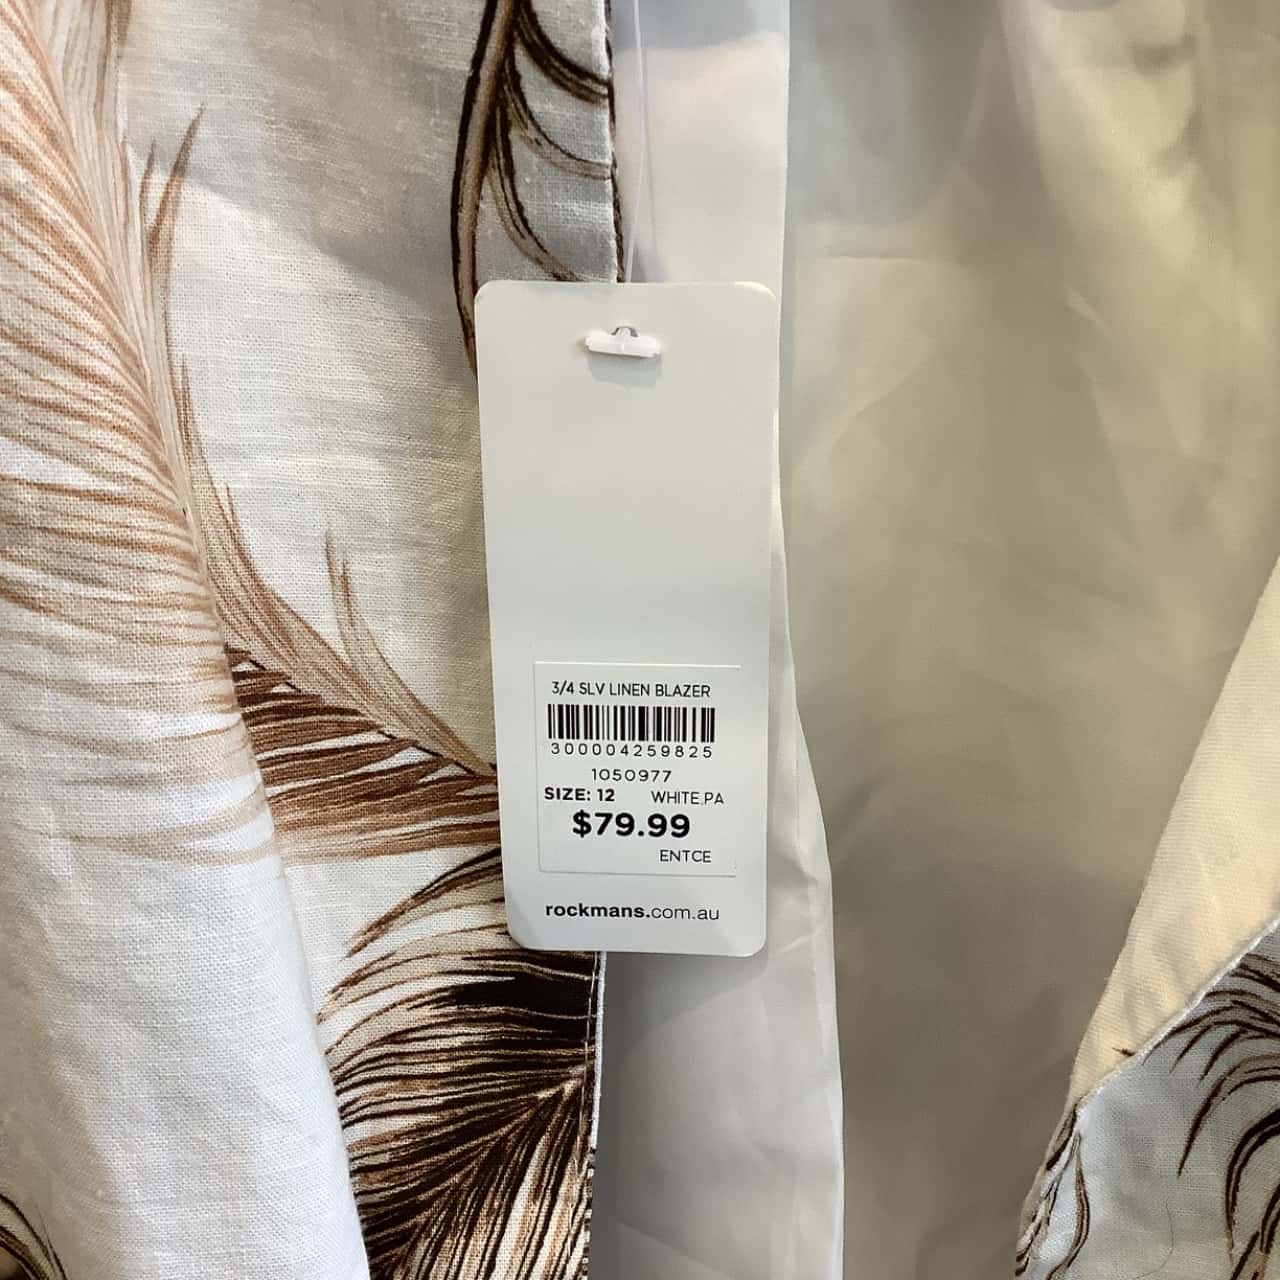 3/4 SLV LINEN BLAZER
300004259825
1050977
SIZE: 12 WHITE,PA
$79.99
ENTCE
rockmans.com.au